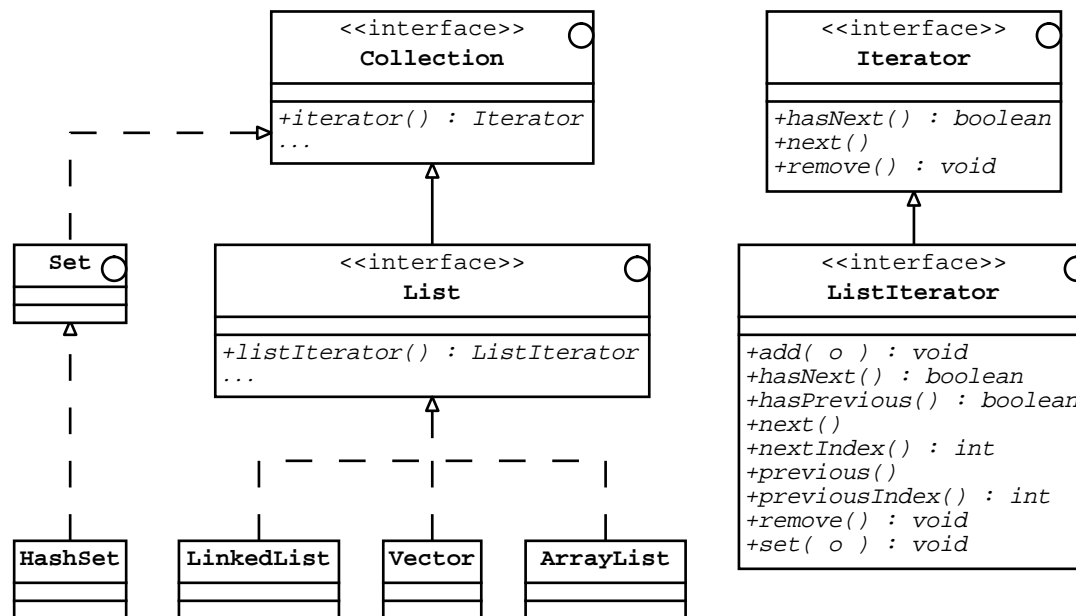 <<interface>>
Collection
+iterator() : Iterator
...
<<interface>>
Iterator
+hasNext() : boolean
+next()
+remove() : void
Set
<<interface>>
List
+listIterator() : ListIterator
...
<<interface>>
ListIterator
+add( o ) : void
+hasNext() : boolean
+hasPrevious() : boolean
+next()
+nextIndex() : int
+previous()
+previousIndex() : int
+remove() : void
+set( o ) : void
HashSet
LinkedList
Vector
ArrayList